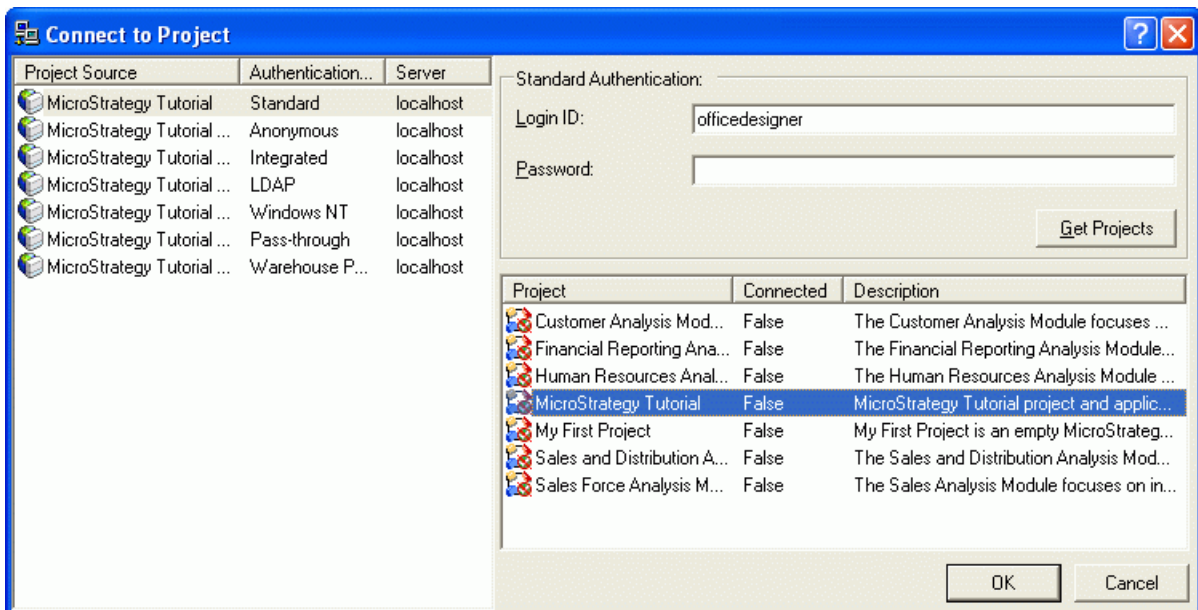 Connect to Project
Project Source Authentication... Server
MicroStrategy Tutorial Standard localhost
MicroStrategy Tutorial ... Anonymous localhost
MicroStrategy Tutorial ... Integrated localhost
MicroStrategy Tutorial ... LDAP localhost
MicroStrategy Tutorial ... Windows NT localhost
MicroStrategy Tutorial ... Pass-through localhost
MicroStrategy Tutorial ... Warehouse P... localhost
Standard Authentication:
Login ID: officedesigner
Password:
Get Projects
Project Connected Description
Customer Analysis Mod... False The Customer Analysis Module focuses ...
Financial Reporting Ana... False The Financial Reporting Analysis Module...
Human Resources Anal... False The Human Resources Analysis Module ...
MicroStrategy Tutorial False MicroStrategy Tutorial project and applic...
My First Project False My First Project is an empty MicroStrateg...
Sales and Distribution A... False The Sales and Distribution Analysis Mod...
Sales Force Analysis M... False The Sales Analysis Module focuses on in...
OK Cancel